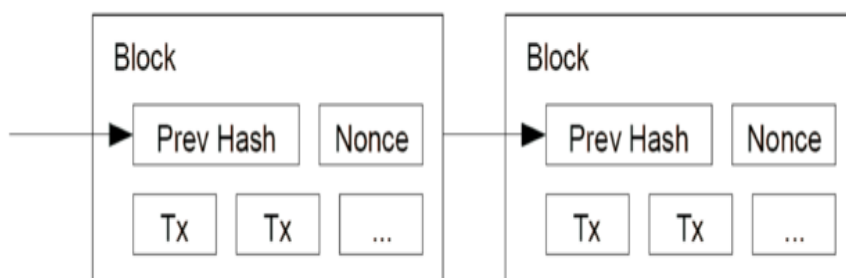 Block
Prev Hash Nonce
Tx Tx ...
Block
Prev Hash Nonce
Tx Tx ...